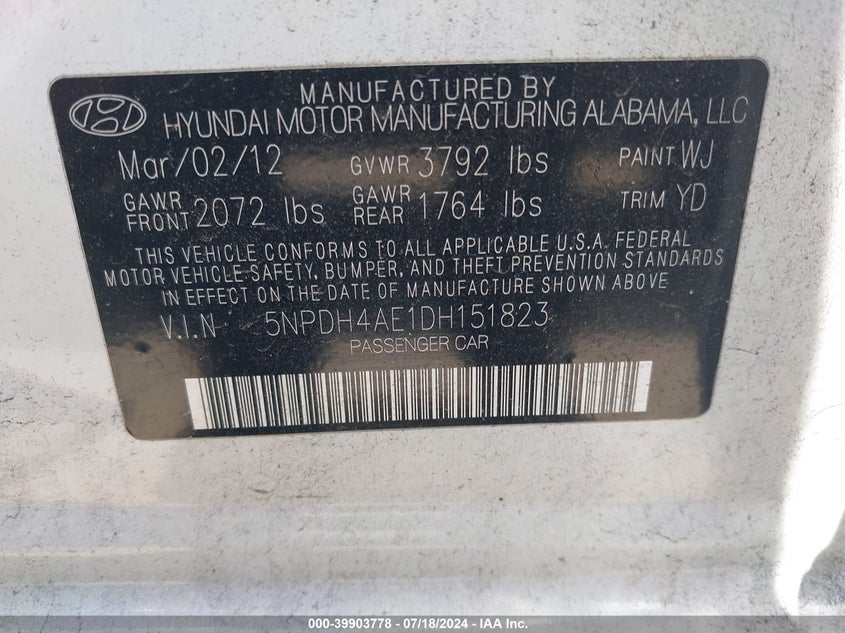 MANUFACTURED BY
HYUNDAI MOTOR MANUFACTURING ALABAMA, LLC
Mar/02/12 GVWR 3792 lbs PAINT WJ
GAWR FRONT 2072 lbs GAWR REAR 1764 lbs TRIM YD
THIS VEHICLE CONFORMS TO ALL APPLICABLE U.S.A. FEDERAL
MOTOR VEHICLE SAFETY, BUMPER, AND THEFT PREVENTION STANDARDS
IN EFFECT ON THE DATE OF MANUFACTURE SHOWN ABOVE
V.I.N 5NPDH4AE1DH151823
PASSENGER CAR
000-39903778 - 07/18/2024 - IAA Inc.